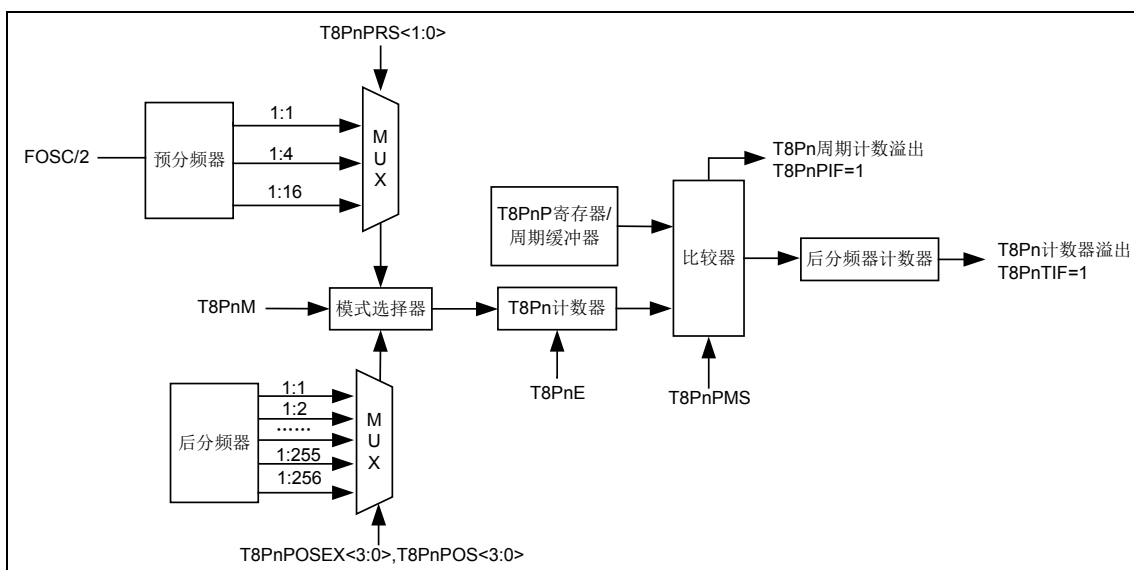 T8PnPRS<1:0>
FOSC/2
预分频器
1:1
1:4
1:16
M
U
X
T8PnM
模式选择器
后分频器
1:1
1:2
……
1:255
1:256
M
U
X
T8PnPOSEX<3:0>,T8PnPOS<3:0>
T8PnP寄存器/
周期缓冲器
T8Pn计数器
T8PnE
比较器
T8PnPMS
T8Pn周期计数溢出
T8PnPIF=1
后分频器计数器
T8Pn计数器溢出
T8PnTIF=1